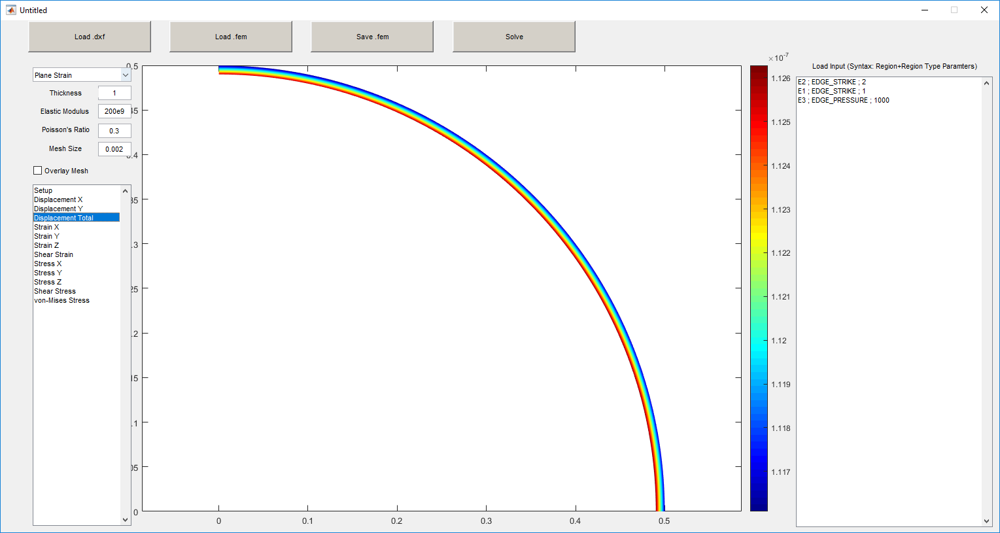 Untitled
Load .dxf
Load .fem
Save .fem
Solve
Plane Strain
Thickness 1
Elastic Modulus 200e9
Poisson's Ratio 0.3
Mesh Size 0.002
Overlay Mesh
Setup
Displacement X
Displacement Y
Displacement Total
Strain X
Strain Y
Strain Z
Shear Strain
Stress X
Stress Y
Stress Z
Shear Stress
von-Mises Stress
0.5
45
0.4
35
.3
25
.2
15
.1
05
0
0 0.1 0.2 0.3 0.4 0.5
×10⁻⁷
1.126
1.125
1.124
1.123
1.122
1.121
1.12
1.119
1.118
1.117
Load Input (Syntax: Region+Region Type Paramters)
E2 ; EDGE_STRIKE ; 2
E1 ; EDGE_STRIKE ; 1
E3 ; EDGE_PRESSURE ; 1000